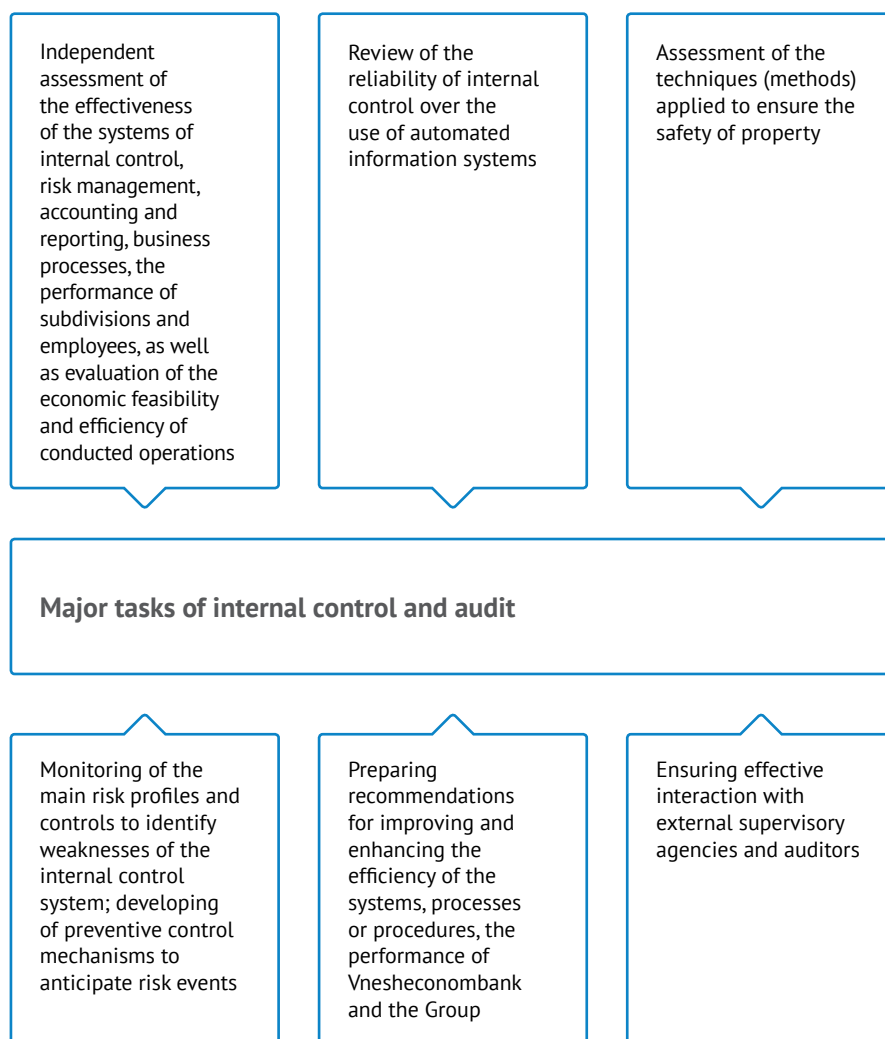 Independent
assessment of
the effectiveness
of the systems of
internal control,
risk management,
accounting and
reporting, business
processes, the
performance of
subdivisions and
employees, as well
as evaluation of the
economic feasibility
and efficiency of
conducted operations
Review of the
reliability of internal
control over the
use of automated
information systems
Assessment of the
techniques (methods)
applied to ensure the
safety of property
Major tasks of internal control and audit
Monitoring of the
main risk profiles and
controls to identify
weaknesses of the
internal control
system; developing
of preventive control
mechanisms to
anticipate risk events
Preparing
recommendations
for improving and
enhancing the
efficiency of the
systems, processes
or procedures, the
performance of
Vnesheconombank
and the Group
Ensuring effective
interaction with
external supervisory
agencies and auditors